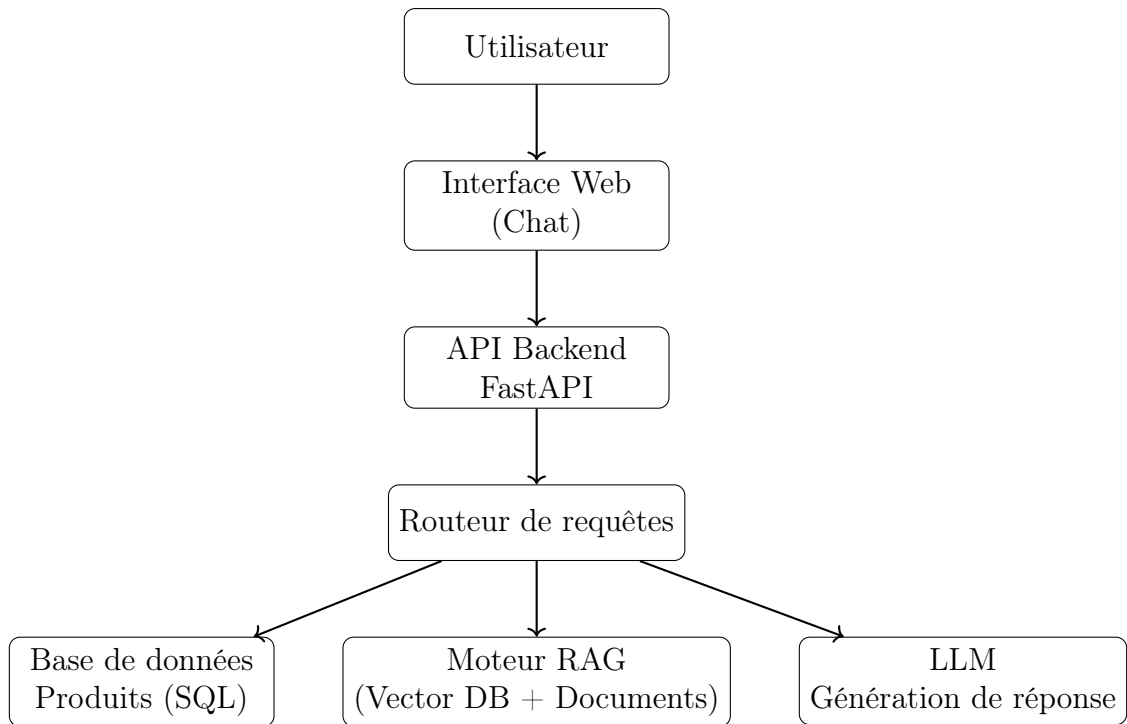 Utilisateur
Interface Web
(Chat)
API Backend
FastAPI
Routeur de requêtes
Base de données
Produits (SQL)
Moteur RAG
(Vector DB + Documents)
LLM
Génération de réponse